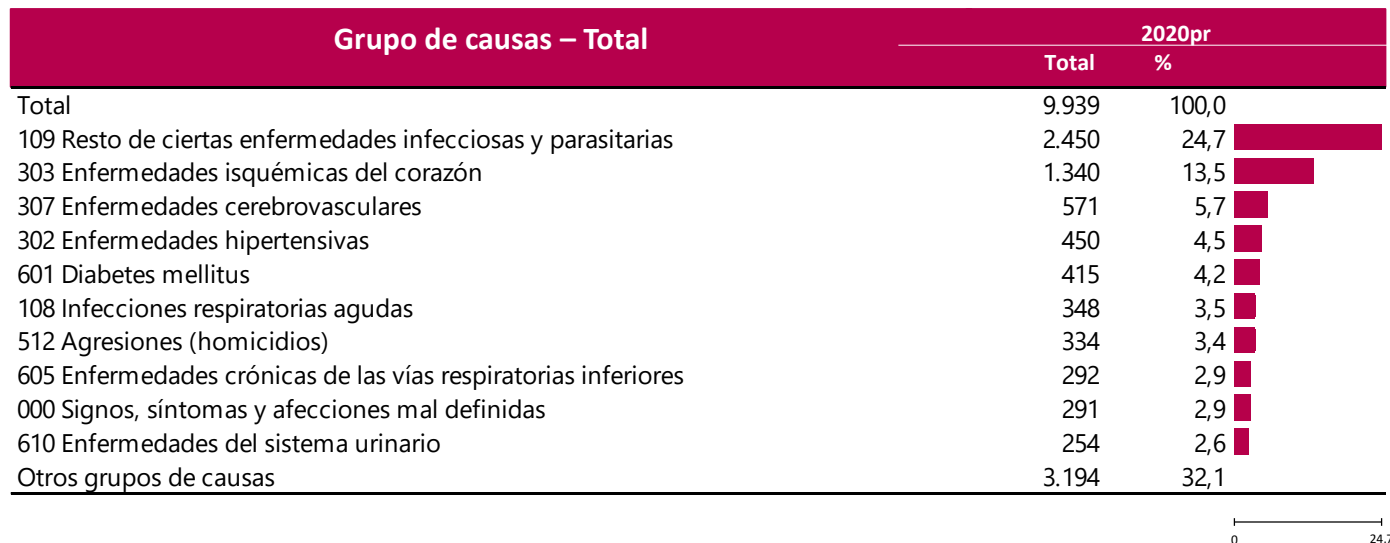 Grupo de causas – Total 2020pr
Total %
Total 9.939 100,0
109 Resto de ciertas enfermedades infecciosas y parasitarias 2.450 24,7
303 Enfermedades isquémicas del corazón 1.340 13,5
307 Enfermedades cerebrovasculares 571 5,7
302 Enfermedades hipertensivas 450 4,5
601 Diabetes mellitus 415 4,2
108 Infecciones respiratorias agudas 348 3,5
512 Agresiones (homicidios) 334 3,4
605 Enfermedades crónicas de las vías respiratorias inferiores 292 2,9
000 Signos, síntomas y afecciones mal definidas 291 2,9
610 Enfermedades del sistema urinario 254 2,6
Otros grupos de causas 3.194 32,1
0 24,7